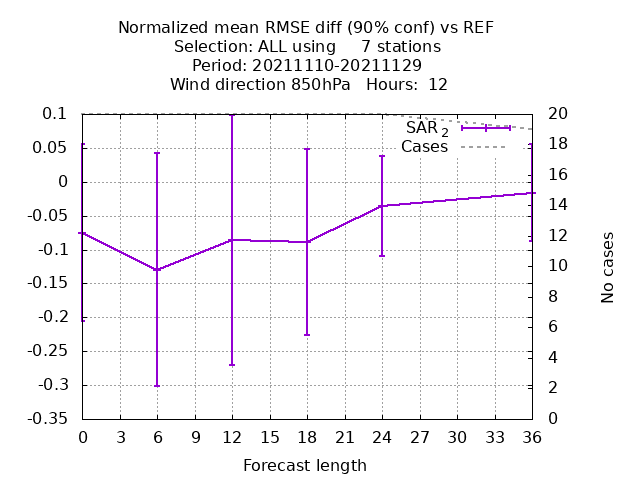 Normalized mean RMSE diff (90% conf) vs REF
Selection: ALL using     7 stations
Period: 20211110-20211129
Wind direction 850hPa   Hours:  12
0.1
0.05
0
-0.05
-0.1
-0.15
-0.2
-0.25
-0.3
-0.35
SAR 2
Cases
20
18
16
14
12
10
8
6
4
2
0
No cases
0 3 6 9 12 15 18 21 24 27 30 33 36
Forecast length